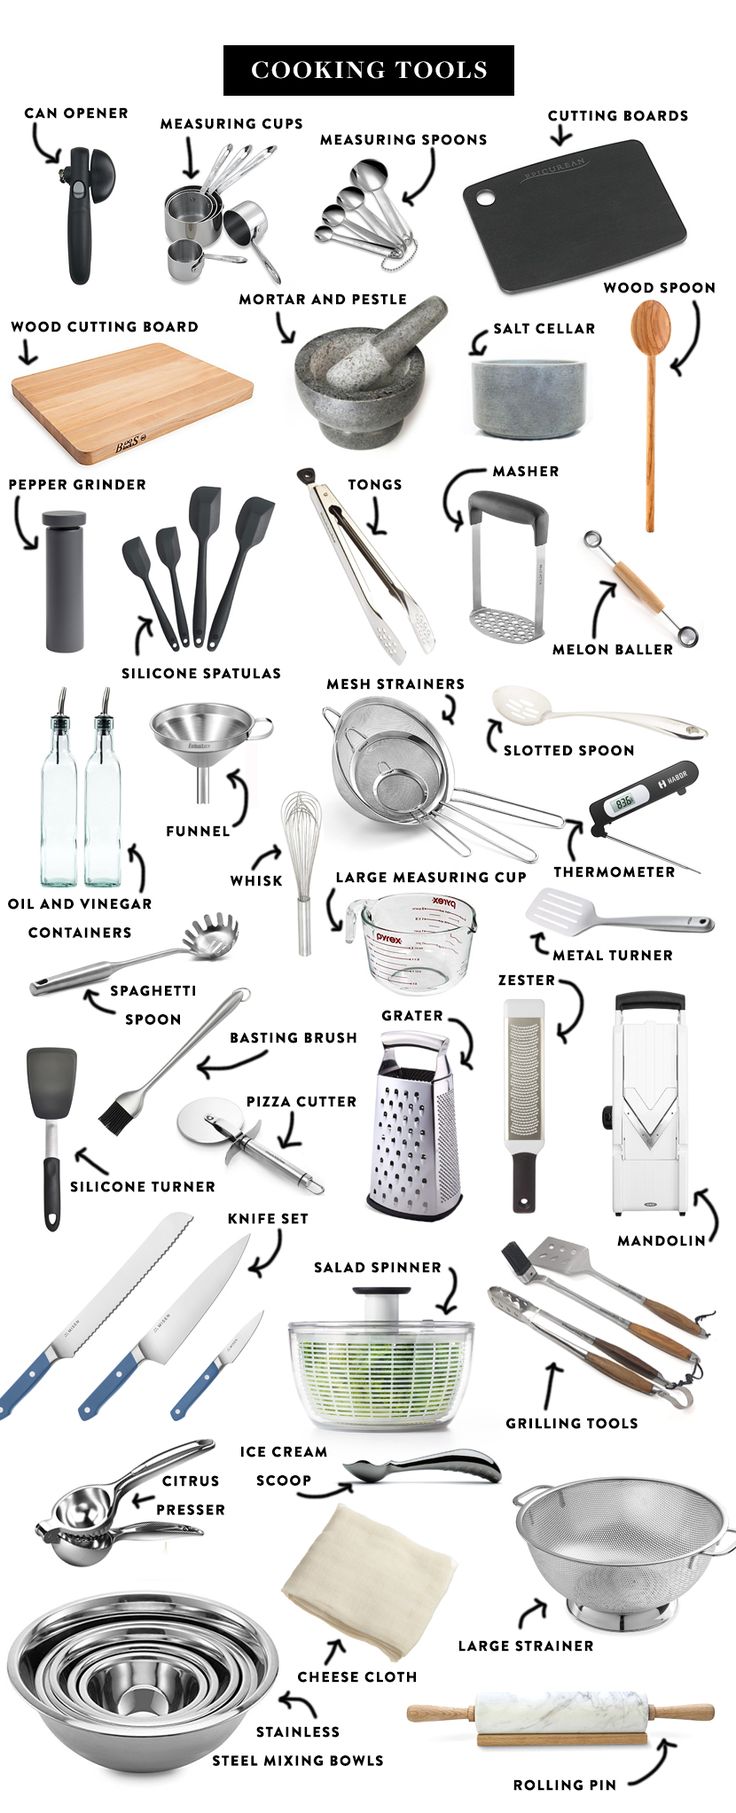 COOKING TOOLS
CAN OPENER
MEASURING CUPS
MEASURING SPOONS
CUTTING BOARDS
EPICUREAN
MORTAR AND PESTLE
WOOD SPOON
WOOD CUTTING BOARD
SALT CELLAR
BOOS
PEPPER GRINDER
TONGS
MASHER
MELON BALLER
SILICONE SPATULAS
MESH STRAINERS
SLOTTED SPOON
HABOR
836
FUNNEL
WHISK
THERMOMETER
LARGE MEASURING CUP
OIL AND VINEGAR
CONTAINERS
PYREX
METAL TURNER
SPAGHETTI
SPOON
ZESTER
GRATER
BASTING BRUSH
PIZZA CUTTER
SILICONE TURNER
KNIFE SET
MANDOLIN
SALAD SPINNER
MISEN
MISEN
MISEN
GRILLING TOOLS
ICE CREAM
SCOOP
CITRUS
PRESSER
LARGE STRAINER
CHEESE CLOTH
STAINLESS
STEEL MIXING BOWLS
ROLLING PIN